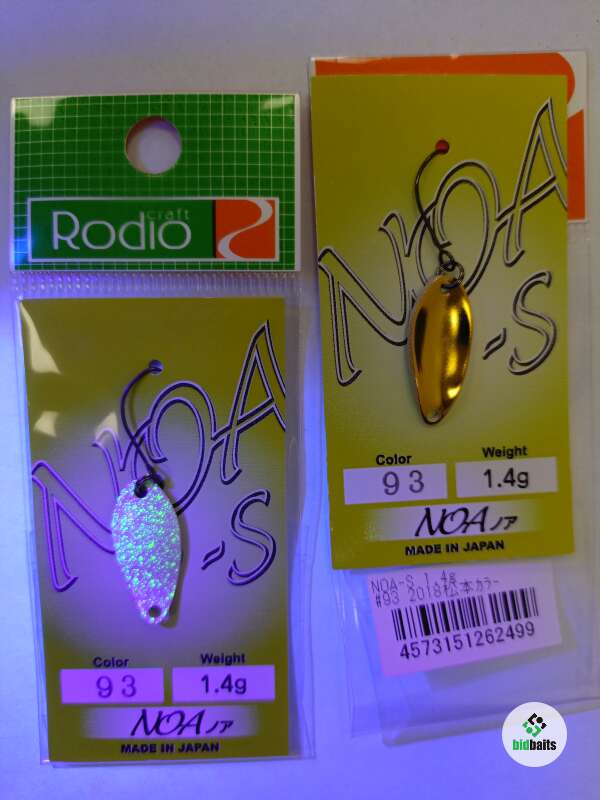 Rodio
craft
NOA
-S
Color
93
Weight
1.4g
NOAノア
MADE IN JAPAN
NOA
-S
Color
93
Weight
1.4g
NOAノア
MADE IN JAPAN
NOA-S 1.4g
#93 2018松本カラー
4573151262499
bidbaits